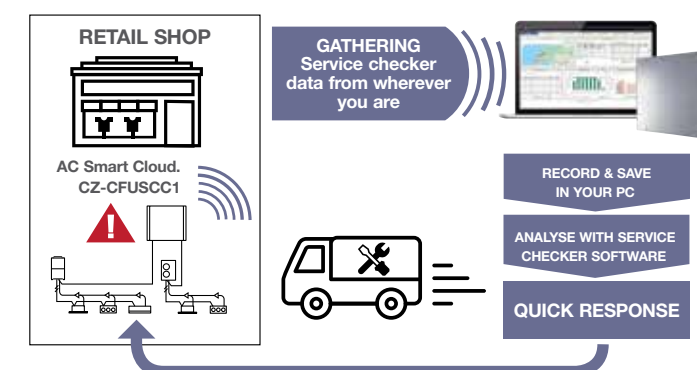 RETAIL SHOP
AC Smart Cloud.
CZ-CFUSCC1
GATHERING
Service checker
data from wherever
you are
RECORD & SAVE
IN YOUR PC
ANALYSE WITH SERVICE
CHECKER SOFTWARE
QUICK RESPONSE